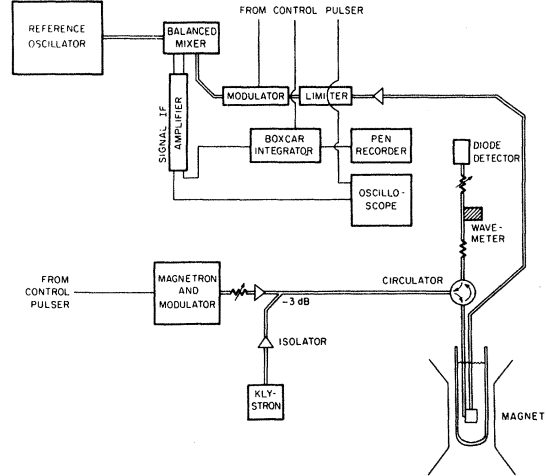 FROM CONTROL PULSER
REFERENCE
OSCILLATOR
BALANCED
MIXER
MODULATOR
LIMITER
SIGNAL IF
AMPLIFIER
BOXCAR
INTEGRATOR
PEN
RECORDER
DIODE
DETECTOR
OSCILLO-
SCOPE
WAVE-
METER
FROM
CONTROL
PULSER
MAGNETRON
AND
MODULATOR
CIRCULATOR
-3 dB
ISOLATOR
KLY-
STRON
MAGNET